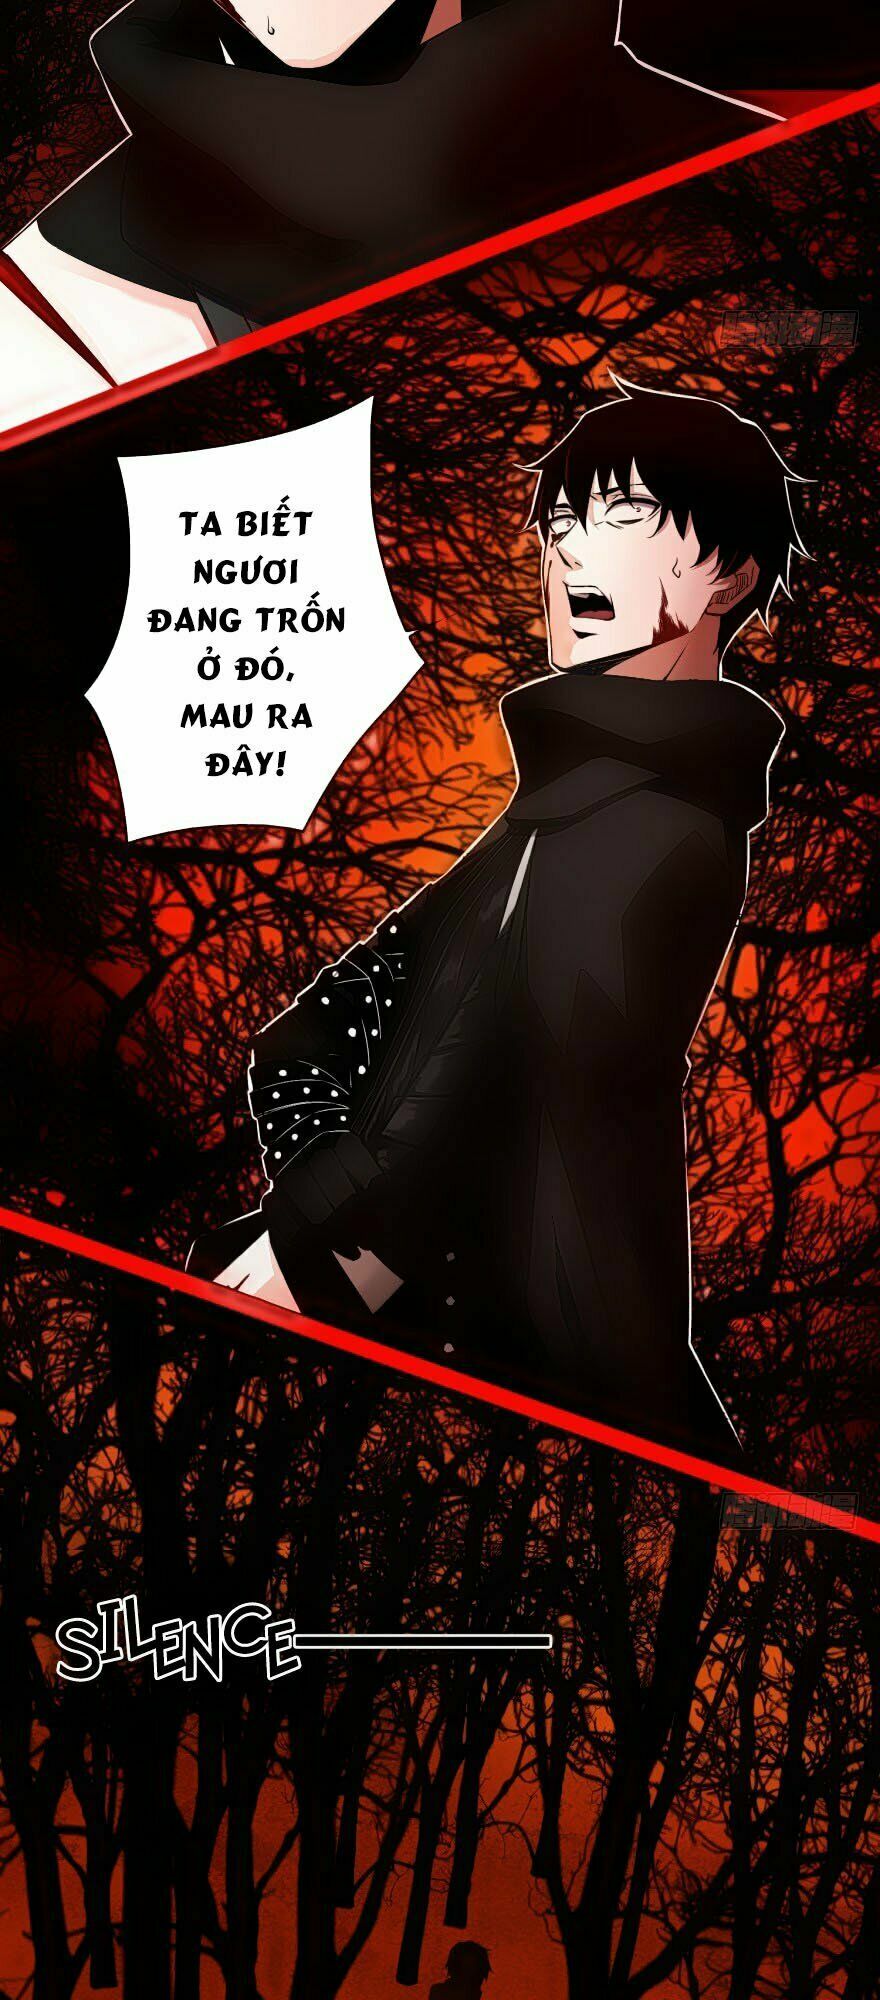 TA BIẾT
NGƯƠI
ĐANG TRỐN
Ở ĐÓ,
MAU RA
ĐÂY!
SILENCE